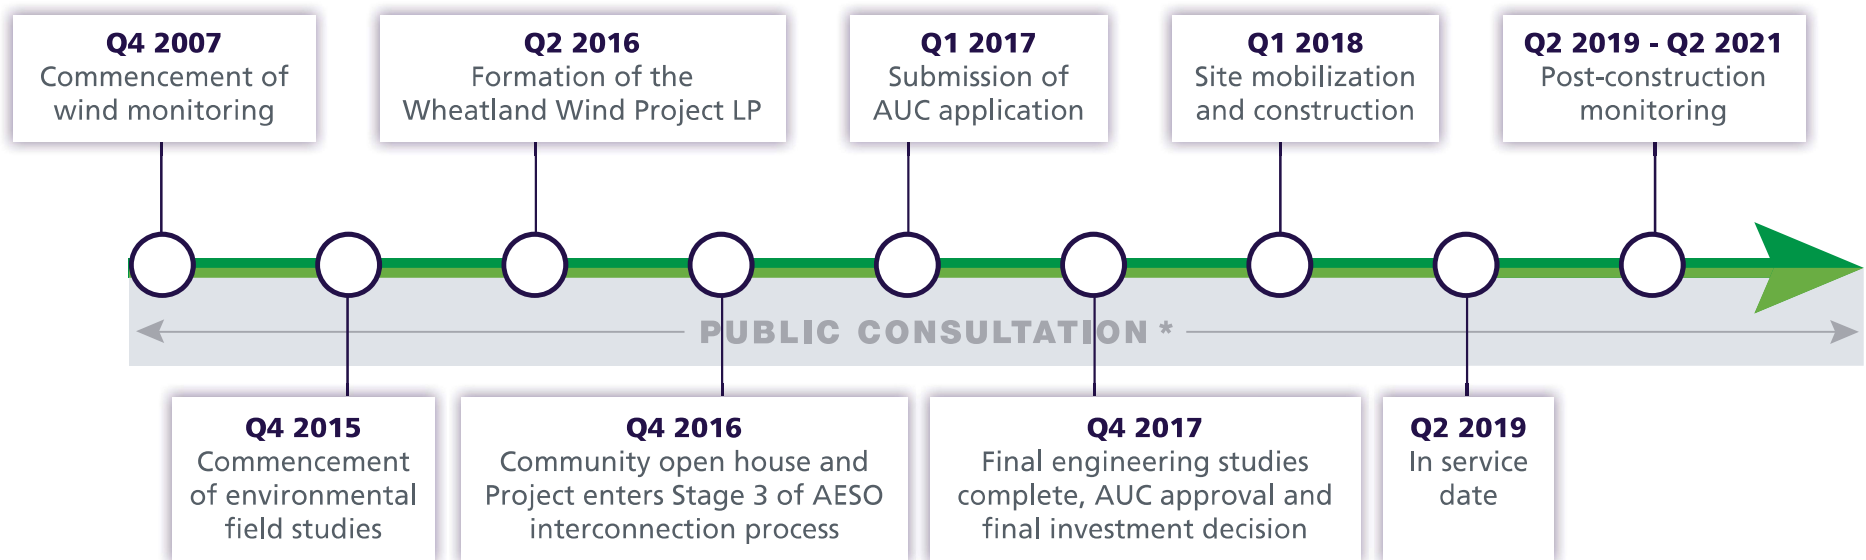 Q4 2007
Commencement of
wind monitoring
Q2 2016
Formation of the
Wheatland Wind Project LP
Q1 2017
Submission of
AUC application
Q1 2018
Site mobilization
and construction
Q2 2019 - Q2 2021
Post-construction
monitoring
PUBLIC CONSULTATION *
Q4 2015
Commencement
of environmental
field studies
Q4 2016
Community open house and
Project enters Stage 3 of AESO
interconnection process
Q4 2017
Final engineering studies
complete, AUC approval and
final investment decision
Q2 2019
In service
date